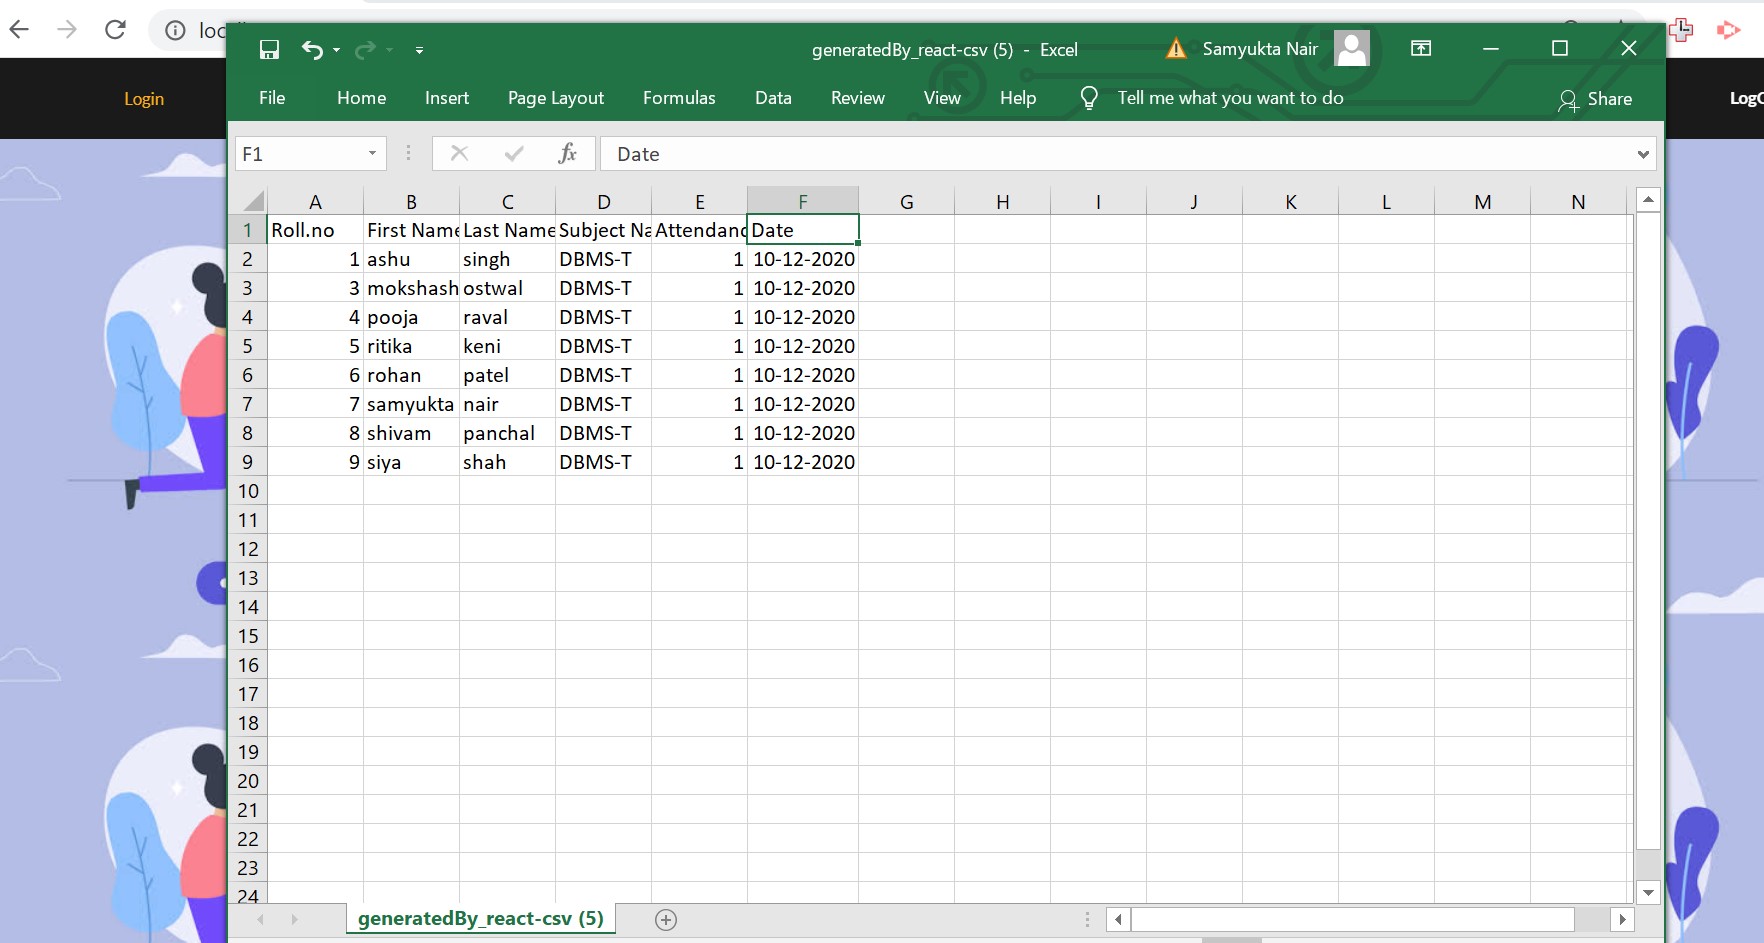 loc
generatedBy_react-csv (5) - Excel
Samyukta Nair
Login
File Home Insert Page Layout Formulas Data Review View Help Tell me what you want to do Share
LogO
F1 fx Date
A B C D E F G H I J K L M N
1 Roll.no First Name Last Name Subject Na Attendanc Date
2 1 ashu singh DBMS-T 1 10-12-2020
3 3 mokshash ostwal DBMS-T 1 10-12-2020
4 4 pooja raval DBMS-T 1 10-12-2020
5 5 ritika keni DBMS-T 1 10-12-2020
6 6 rohan patel DBMS-T 1 10-12-2020
7 7 samyukta nair DBMS-T 1 10-12-2020
8 8 shivam panchal DBMS-T 1 10-12-2020
9 9 siya shah DBMS-T 1 10-12-2020
10
11
12
13
14
15
16
17
18
19
20
21
22
23
24
generatedBy_react-csv (5)